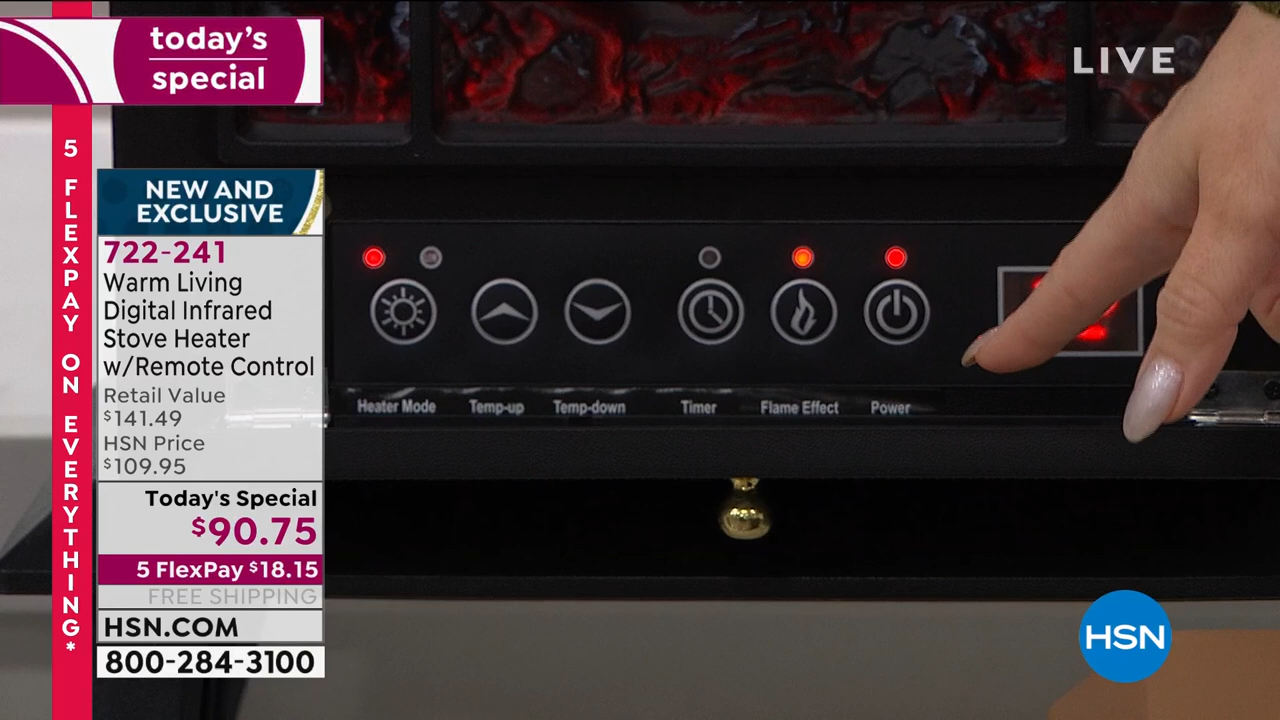 today's
special
LIVE
5 FLEXPAY ON EVERYTHING*
NEW AND
EXCLUSIVE
722-241
Warm Living
Digital Infrared
Stove Heater
w/Remote Control
Retail Value
$141.49
HSN Price
$109.95
Today's Special
$90.75
5 FlexPay $18.15
FREE SHIPPING
HSN.COM
800-284-3100
Heater Mode Temp-up Temp-down Timer Flame Effect Power
HSN